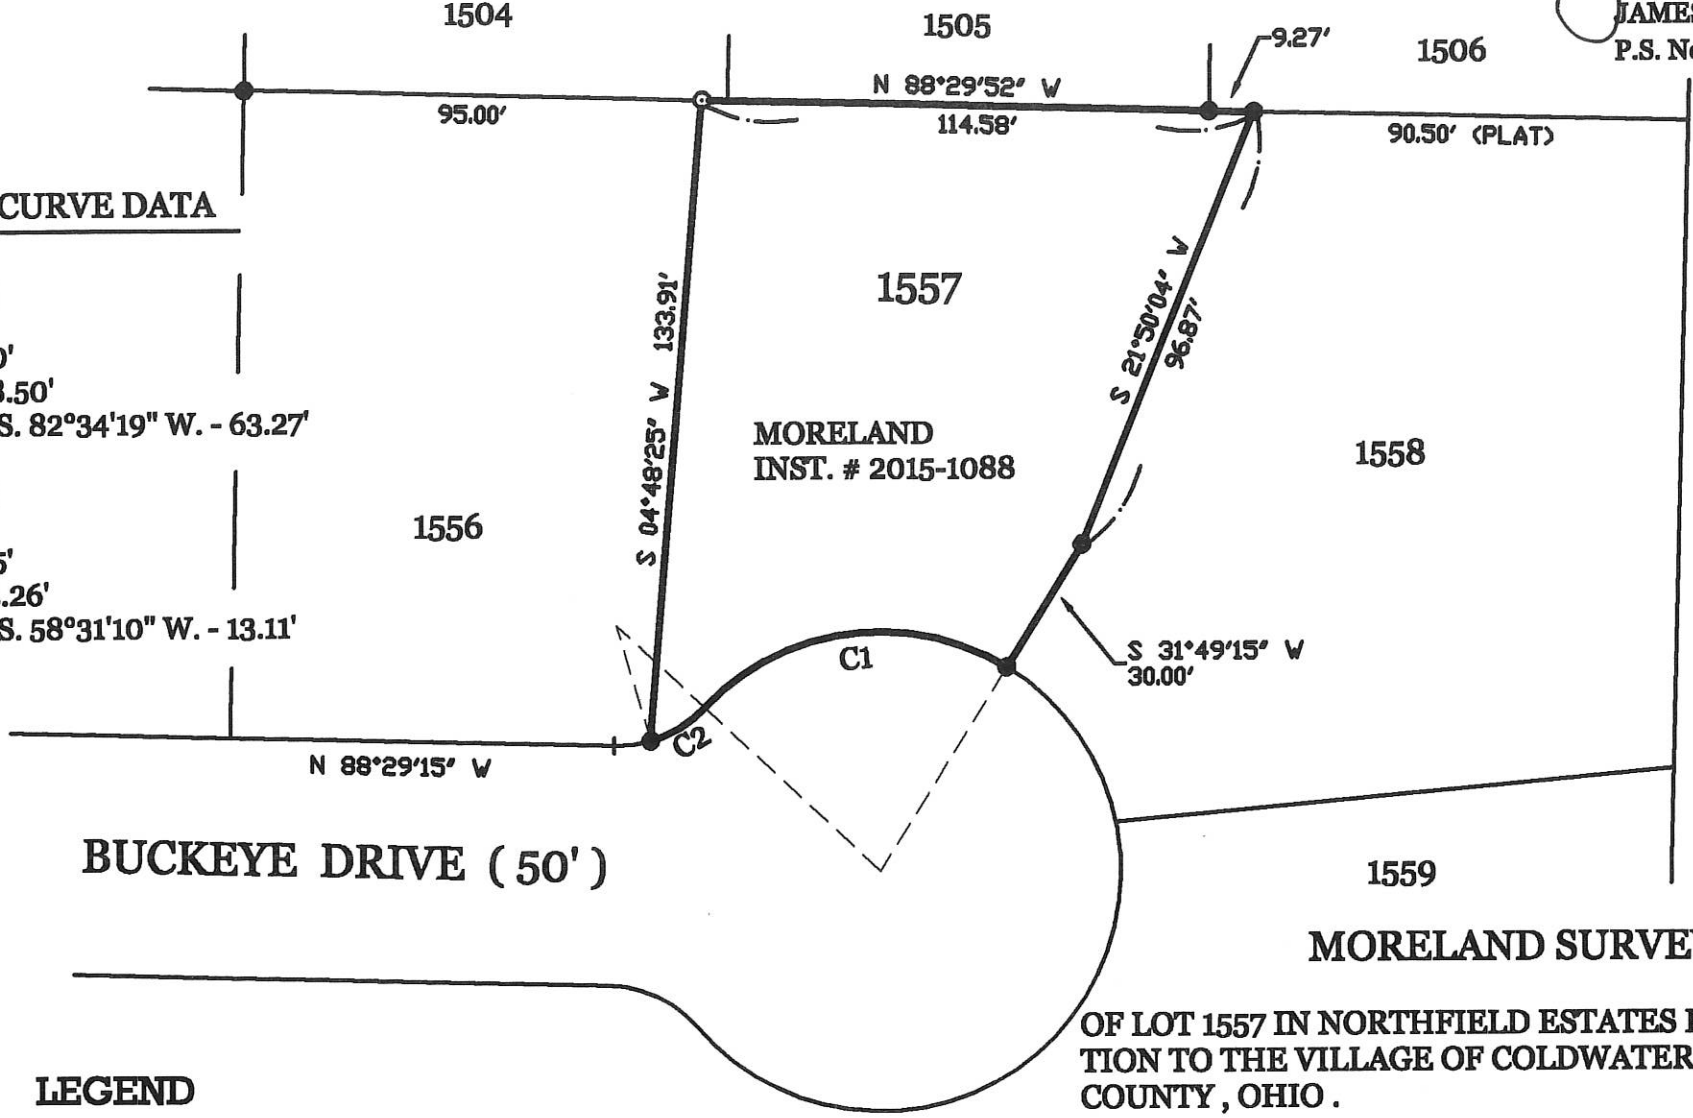 1504
1505
9.27'
1506
P.S.
N 88°29'52" W
95.00'
114.58'
90.50' (PLAT)
CURVE DATA
1557
S 04°48'25" W 133.91'
S 21°50'04" W
96.87'
.50'
S. 82°34'19" W. - 63.27'
MORELAND
INST. # 2015-1088
1558
1556
.26'
S. 58°31'10" W. - 13.11'
C1
S 31°49'15" W
30.00'
C2
N 88°29'15" W
BUCKEYE DRIVE ( 50' )
1559
MORELAND
OF LOT 1557 IN NORTHFIELD ESTATES
TION TO THE VILLAGE OF COLDWATER
COUNTY , OHIO .
LEGEND